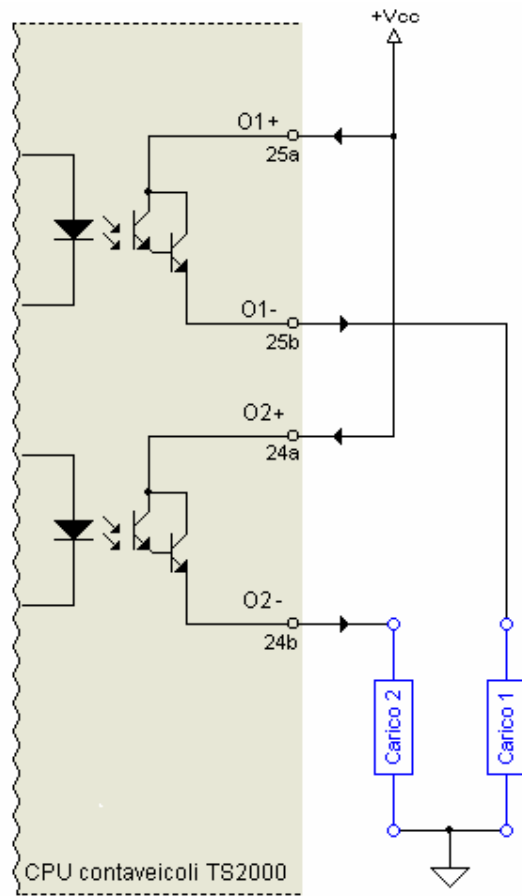 +Vcc
O1+
25a
O1-
25b
O2+
24a
O2-
24b
Carico 2
Carico 1
CPU contaveicoli TS2000